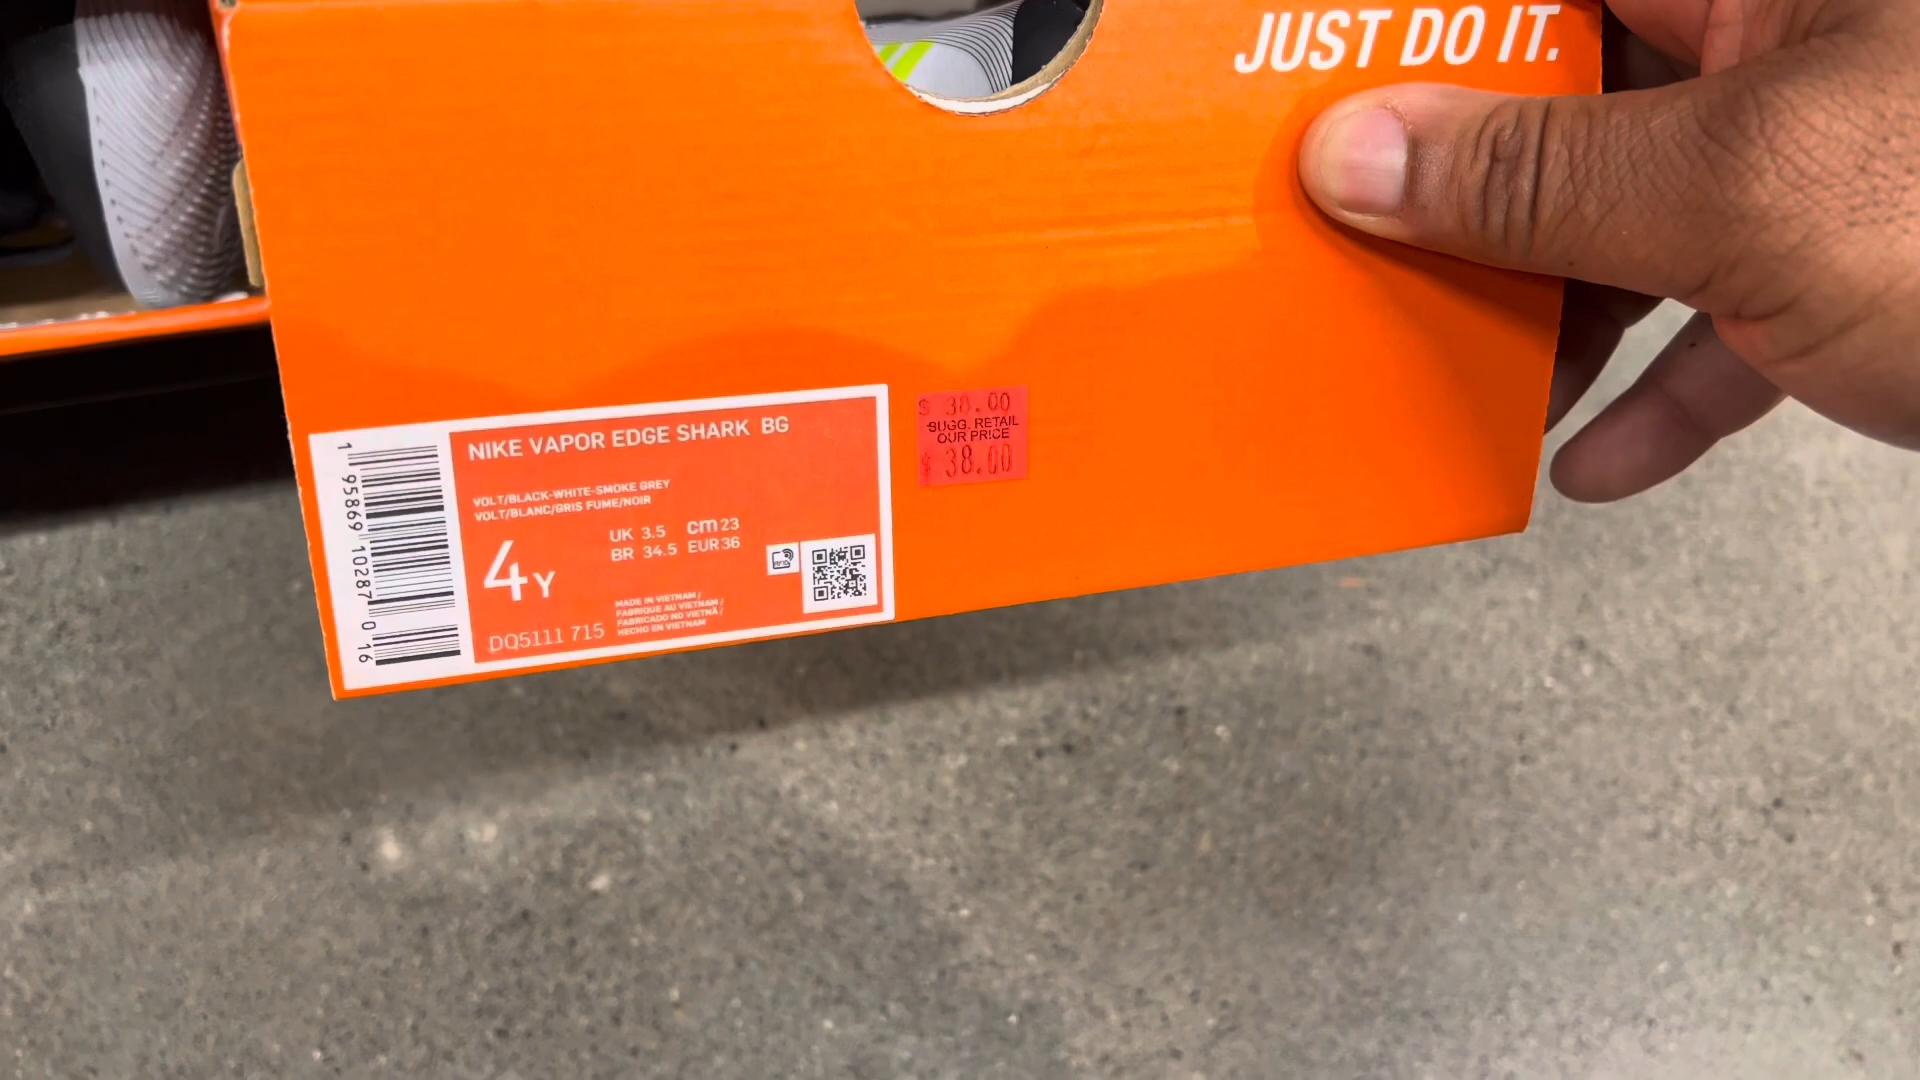 JUST DO IT.
NIKE VAPOR EDGE SHARK BG
VOLT/BLACK-WHITE-SMOKE GREY
VOLT/BLANC/GRIS FUME/NOIR
4Y
UK 3.5 cm 23
BR 34.5 EUR 36
MADE IN VIETNAM /
FABRIQUE AU VIETNAM /
FABRICADO NO VIETNÃ /
HECHO EN VIETNAM
DQ5111 715
1 95869 10287 0 16
RFID
$ 38.00
SUGG. RETAIL
OUR PRICE
$ 38.00